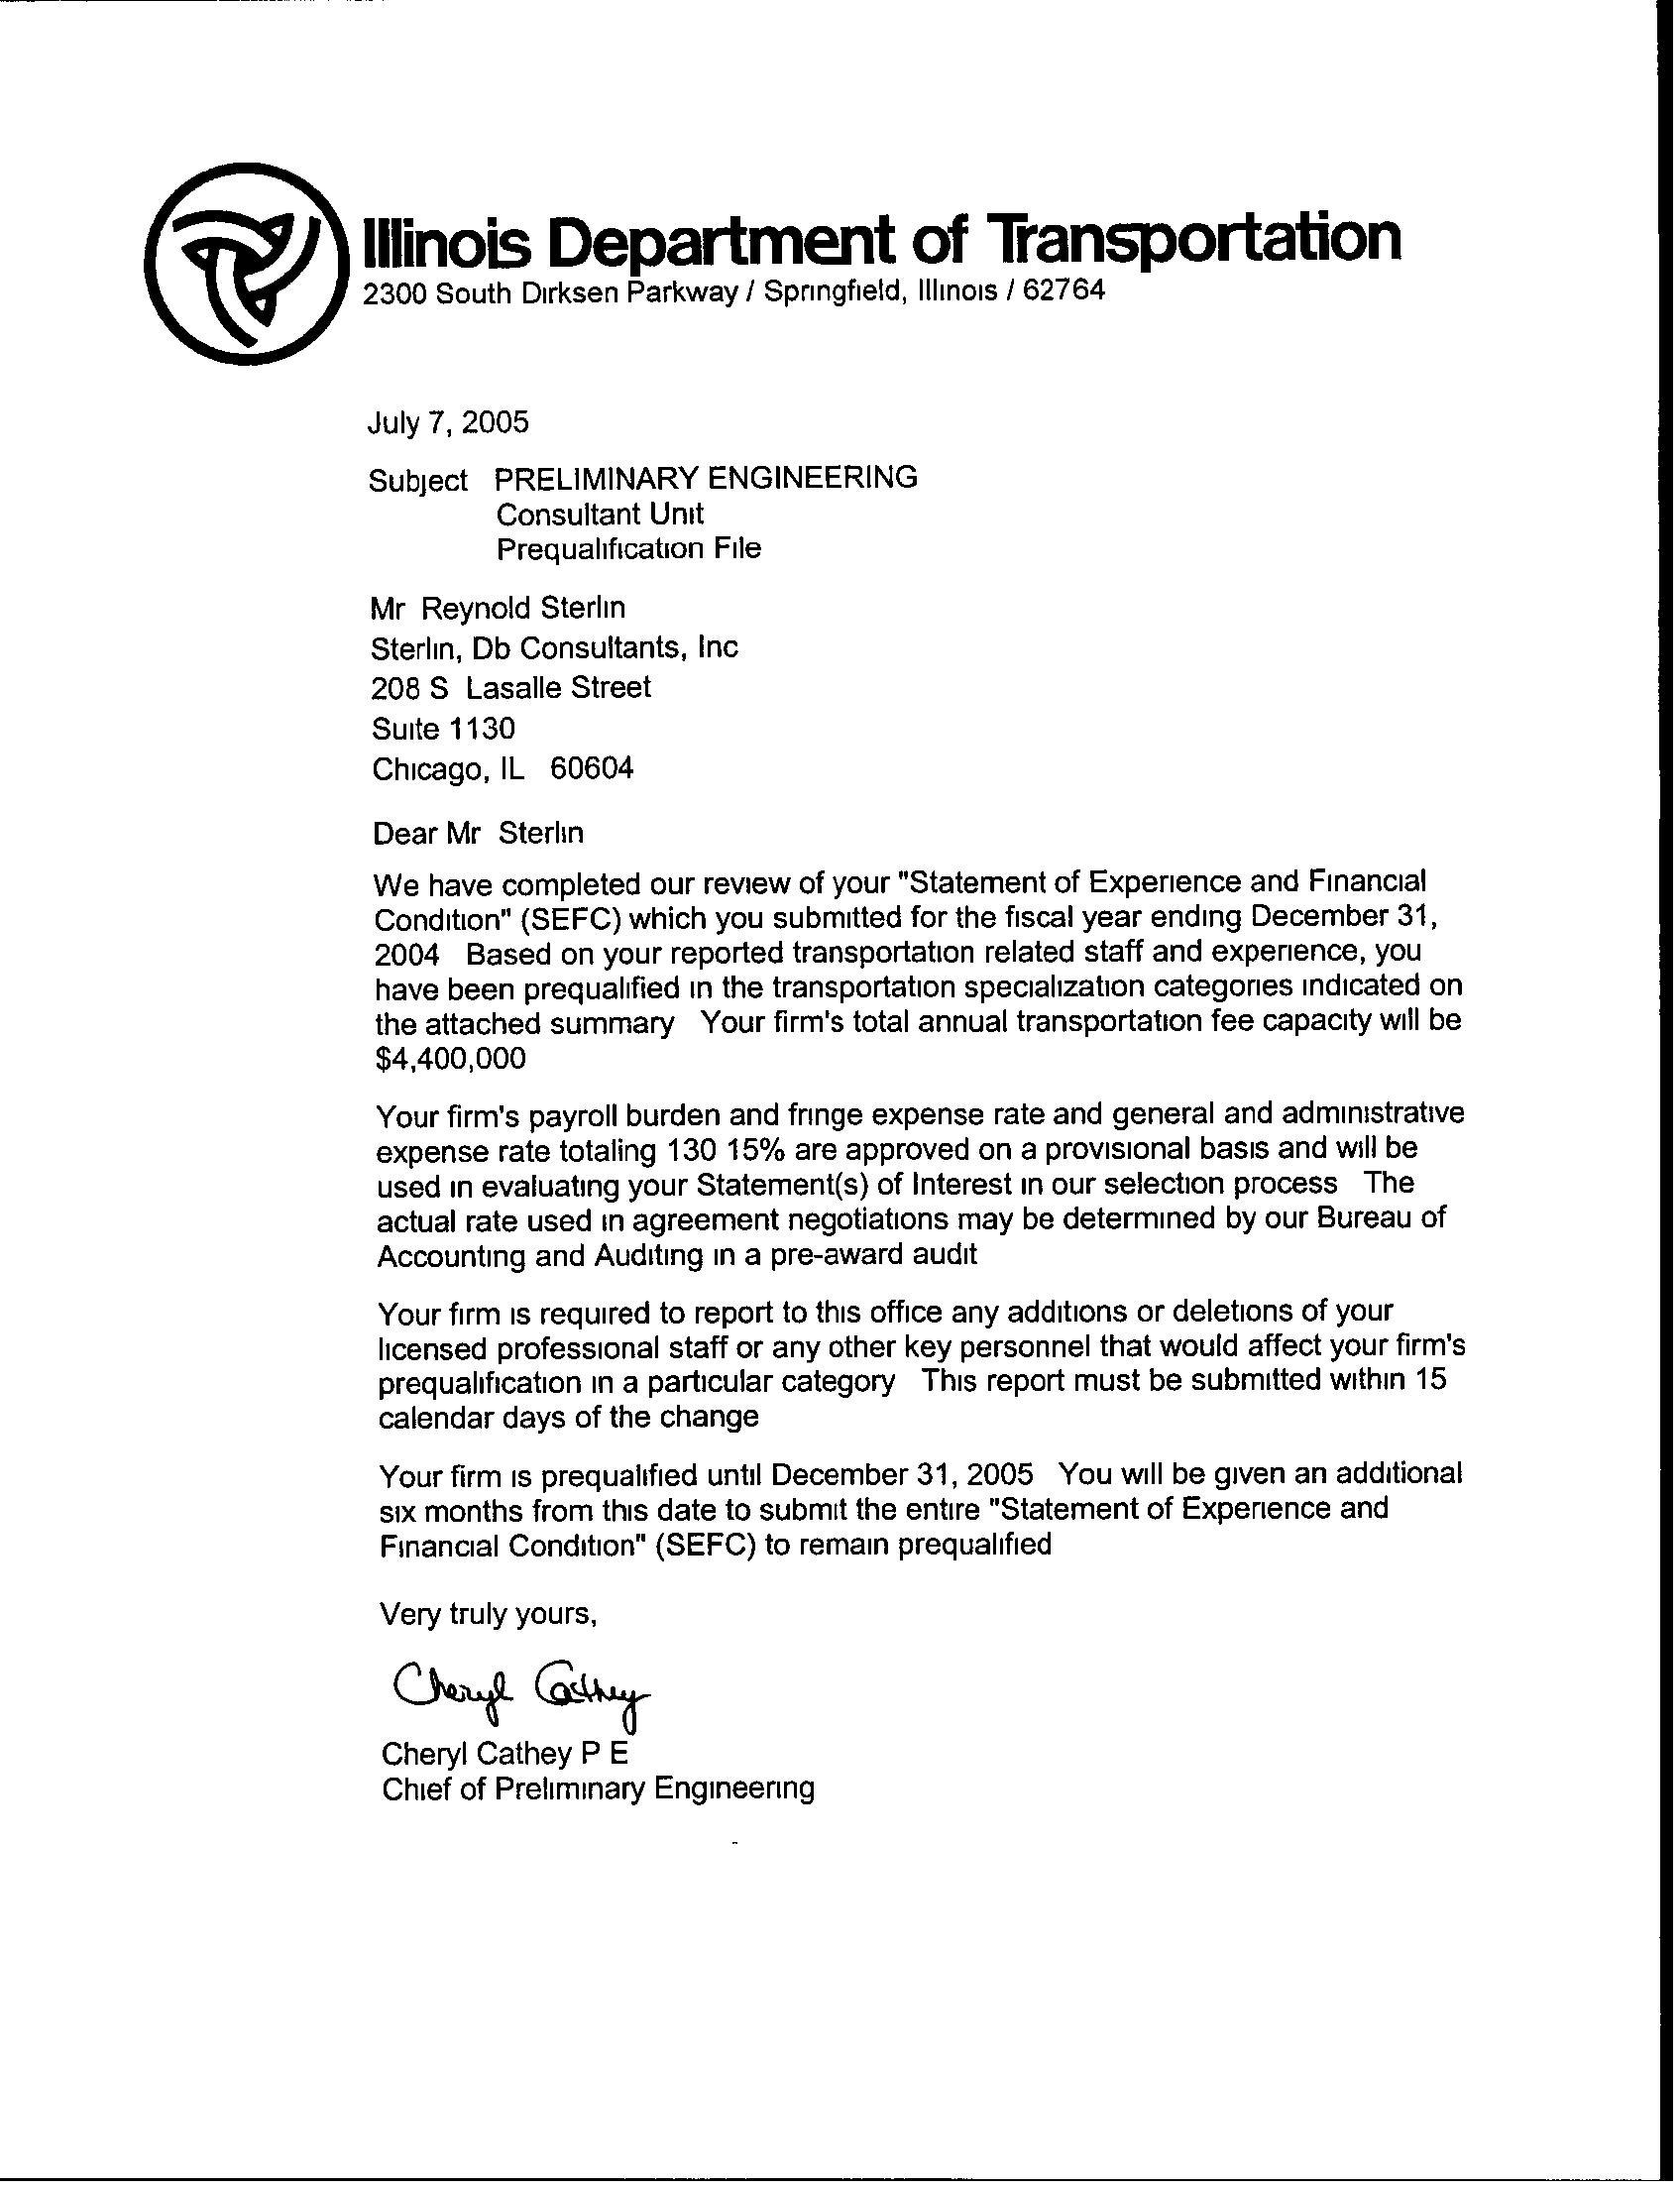 Illinois Department of Transportation
2300 South Dirksen Parkway / Springfield, Illinois / 62764
July 7, 2005
Subject PRELIMINARY ENGINEERING
Consultant Unit
Prequalification File
Mr Reynold Sterlin
Sterlin, Db Consultants, Inc
208 S Lasalle Street
Suite 1130
Chicago, IL 60604
Dear Mr Sterlin
We have completed our review of your "Statement of Experience and Financial
Condition" (SEFC) which you submitted for the fiscal year ending December 31,
2004 Based on your reported transportation related staff and experience, you
have been prequalified in the transportation specialization categories indicated on
the attached summary Your firm's total annual transportation fee capacity will be
$4,400,000
Your firm's payroll burden and fringe expense rate and general and administrative
expense rate totaling 130 15% are approved on a provisional basis and will be
used in evaluating your Statement(s) of Interest in our selection process The
actual rate used in agreement negotiations may be determined by our Bureau of
Accounting and Auditing in a pre-award audit
Your firm is required to report to this office any additions or deletions of your
licensed professional staff or any other key personnel that would affect your firm's
prequalification in a particular category This report must be submitted within 15
calendar days of the change
Your firm is prequalified until December 31, 2005 You will be given an additional
six months from this date to submit the entire "Statement of Experience and
Financial Condition" (SEFC) to remain prequalified
Very truly yours,
Cheryl Cathey
Cheryl Cathey P E
Chief of Preliminary Engineering